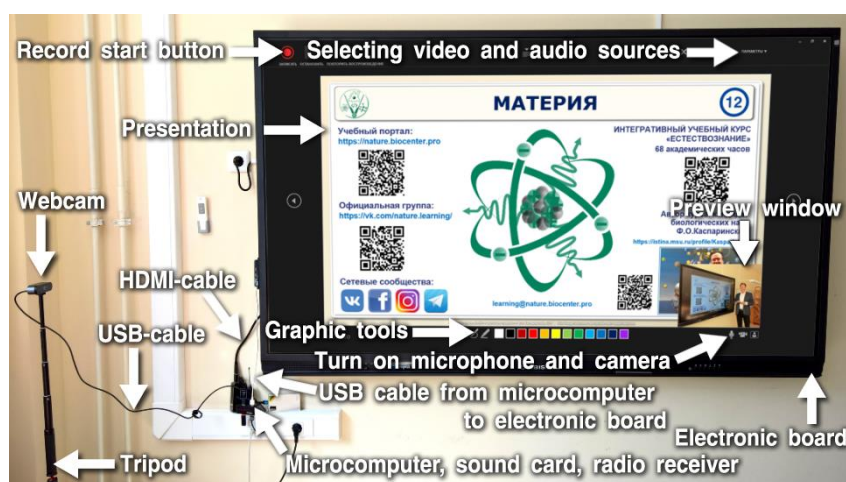 Record start button
Selecting video and audio sources
Presentation
МАТЕРИЯ
12
Учебный портал:
https://nature.biocenter.pro
ИНТЕГРАТИВНЫЙ УЧЕБНЫЙ КУРС
«ЕСТЕСТВОЗНАНИЕ»
68 академических часов
Webcam
Официальная группа:
https://vk.com/nature.learning/
Preview window
биологических на
Ф.О.Каспаринск
HDMI-cable
Сетевые сообщества:
learning@nature.biocenter.pro
USB-cable
Graphic tools
Turn on microphone and camera
USB cable from microcomputer
to electronic board
Electronic board
Tripod
Microcomputer, sound card, radio receiver